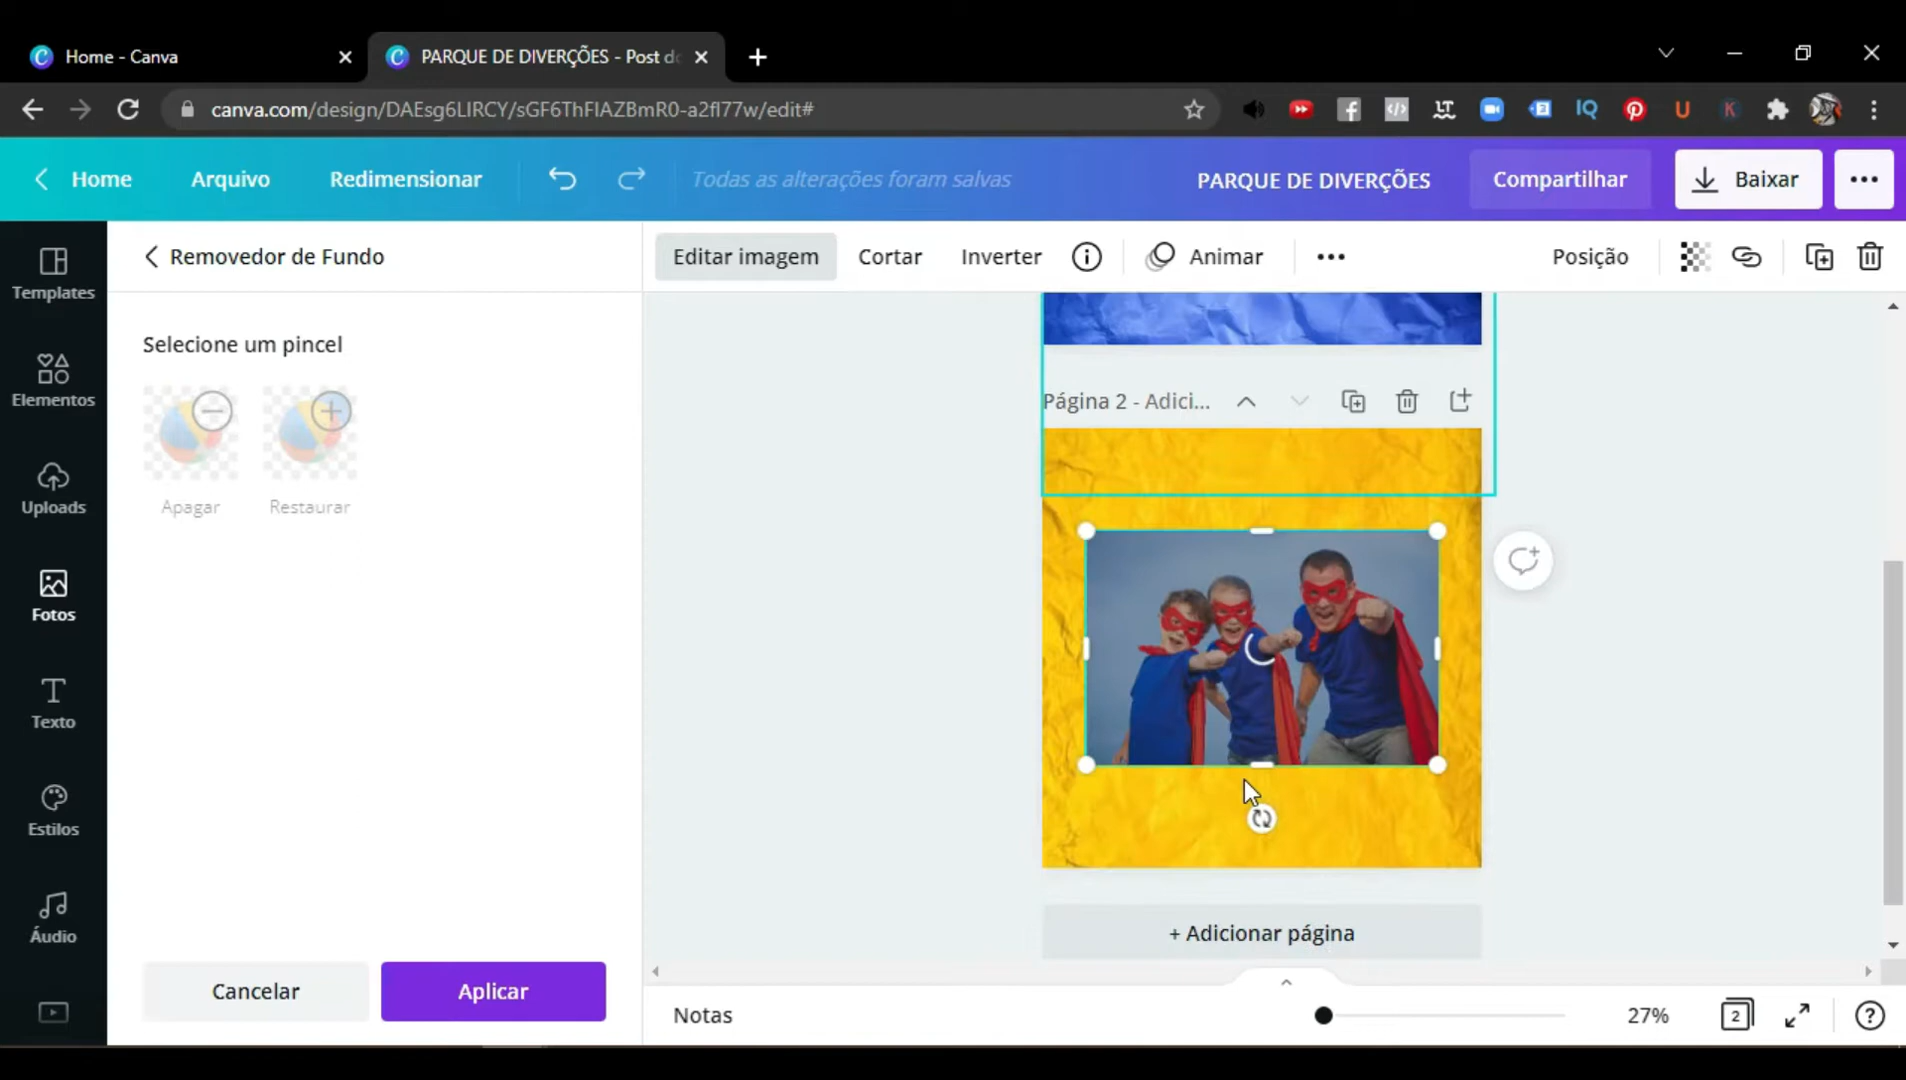 Home - Canva
PARQUE DE DIVERÇÕES - Post d
canva.com/design/DAEsg6LIRCY/sGF6ThFIAZBmR0-a2fl77w/edit#
Home
Arquivo
Redimensionar
Todas as alterações foram salvas
PARQUE DE DIVERÇÕES
Compartilhar
Baixar
Templates
Elementos
Uploads
Fotos
Texto
Estilos
Áudio
Removedor de Fundo
Selecione um pincel
Apagar
Restaurar
Cancelar
Aplicar
Editar imagem
Cortar
Inverter
Animar
Posição
Página 2 - Adici...
+ Adicionar página
Notas
27%
2